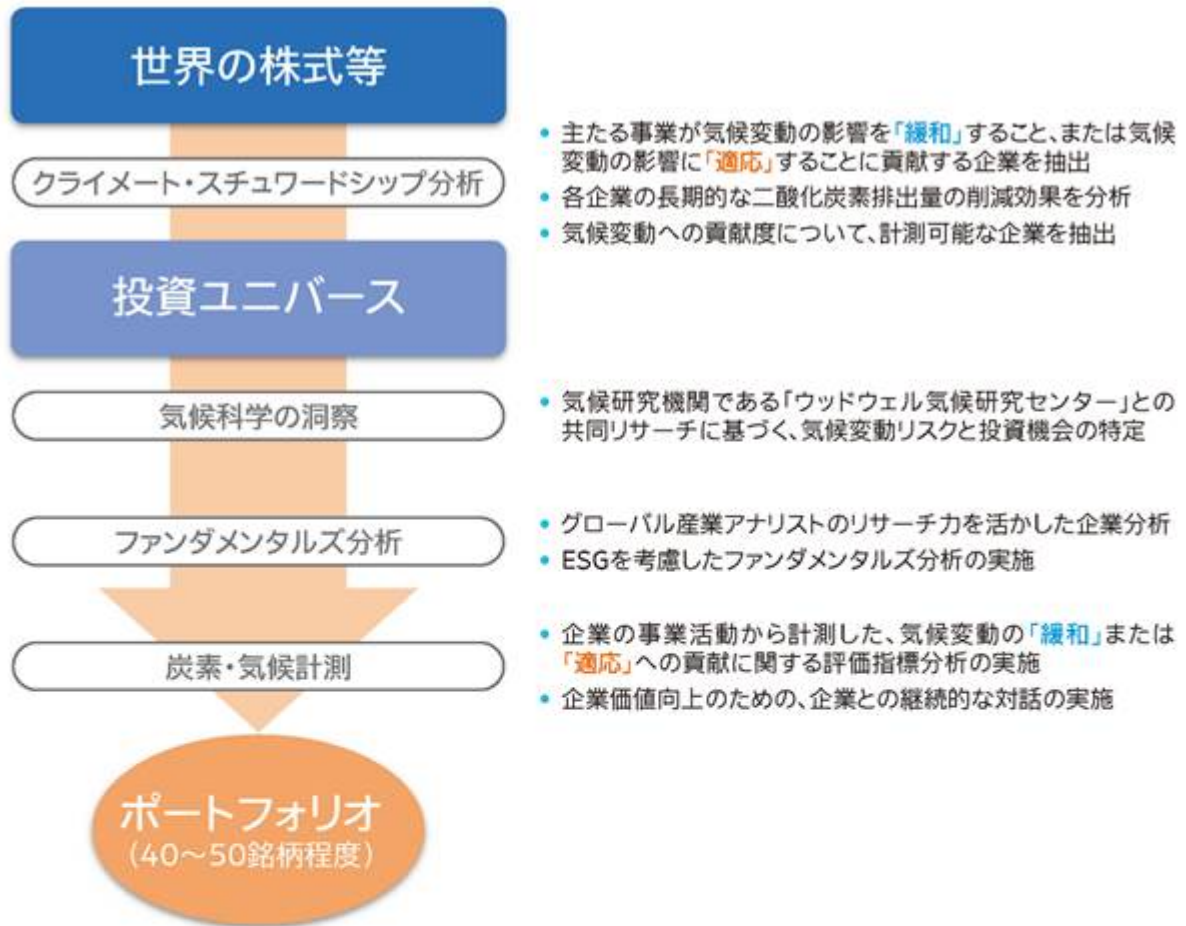 世界の株式等
クライメート・スチュワードシップ分析
• 主たる事業が気候変動の影響を「緩和」すること、または気候
変動の影響に「適応」することに貢献する企業を抽出
• 各企業の長期的な二酸化炭素排出量の削減効果を分析
• 気候変動への貢献度について、計測可能な企業を抽出
投資ユニバース
気候科学の洞察
• 気候研究機関である「ウッドウェル気候研究センター」との
共同リサーチに基づく、気候変動リスクと投資機会の特定
ファンダメンタルズ分析
• グローバル産業アナリストのリサーチ力を活かした企業分析
• ESGを考慮したファンダメンタルズ分析の実施
炭素・気候計測
• 企業の事業活動から計測した、気候変動の「緩和」または
「適応」への貢献に関する評価指標分析の実施
• 企業価値向上のための、企業との継続的な対話の実施
ポートフォリオ
(40～50銘柄程度)